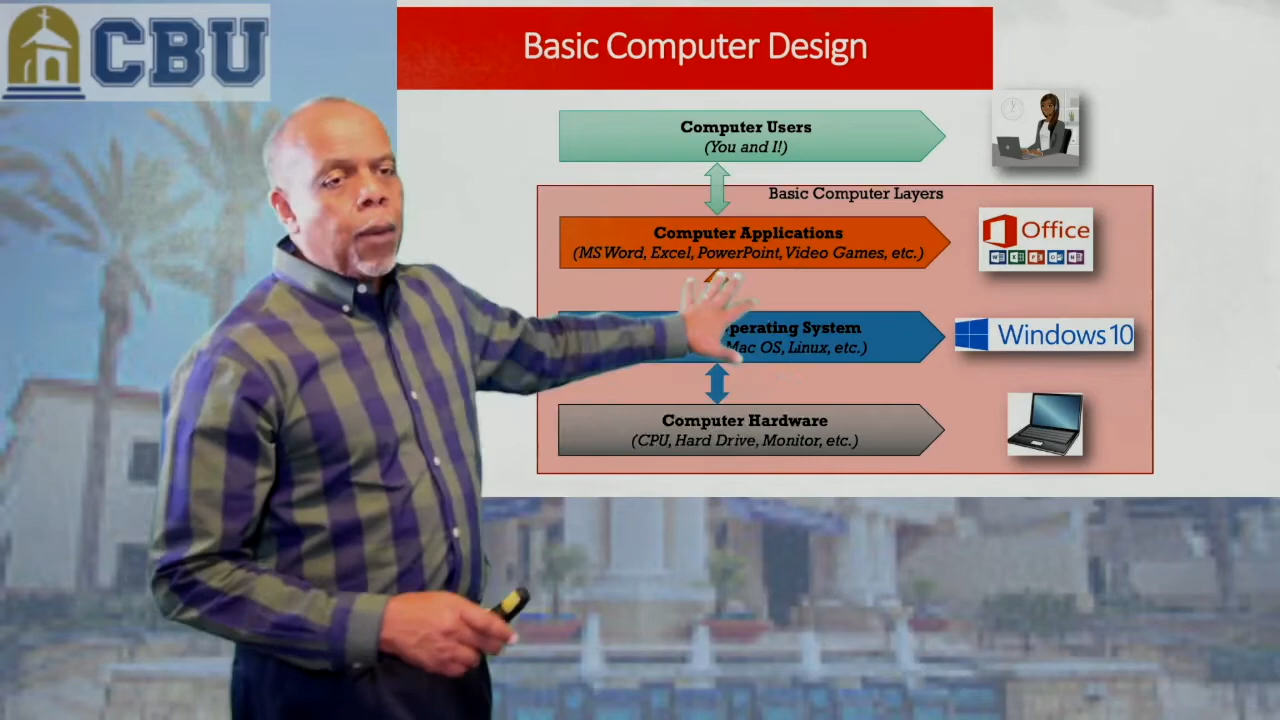 CBU
Basic Computer Design
Computer Users
(You and I!)
Basic Computer Layers
Computer Applications
(MS Word, Excel, PowerPoint, Video Games, etc.)
Office
perating System
Mac OS, Linux, etc.)
Windows 10
Computer Hardware
(CPU, Hard Drive, Monitor, etc.)